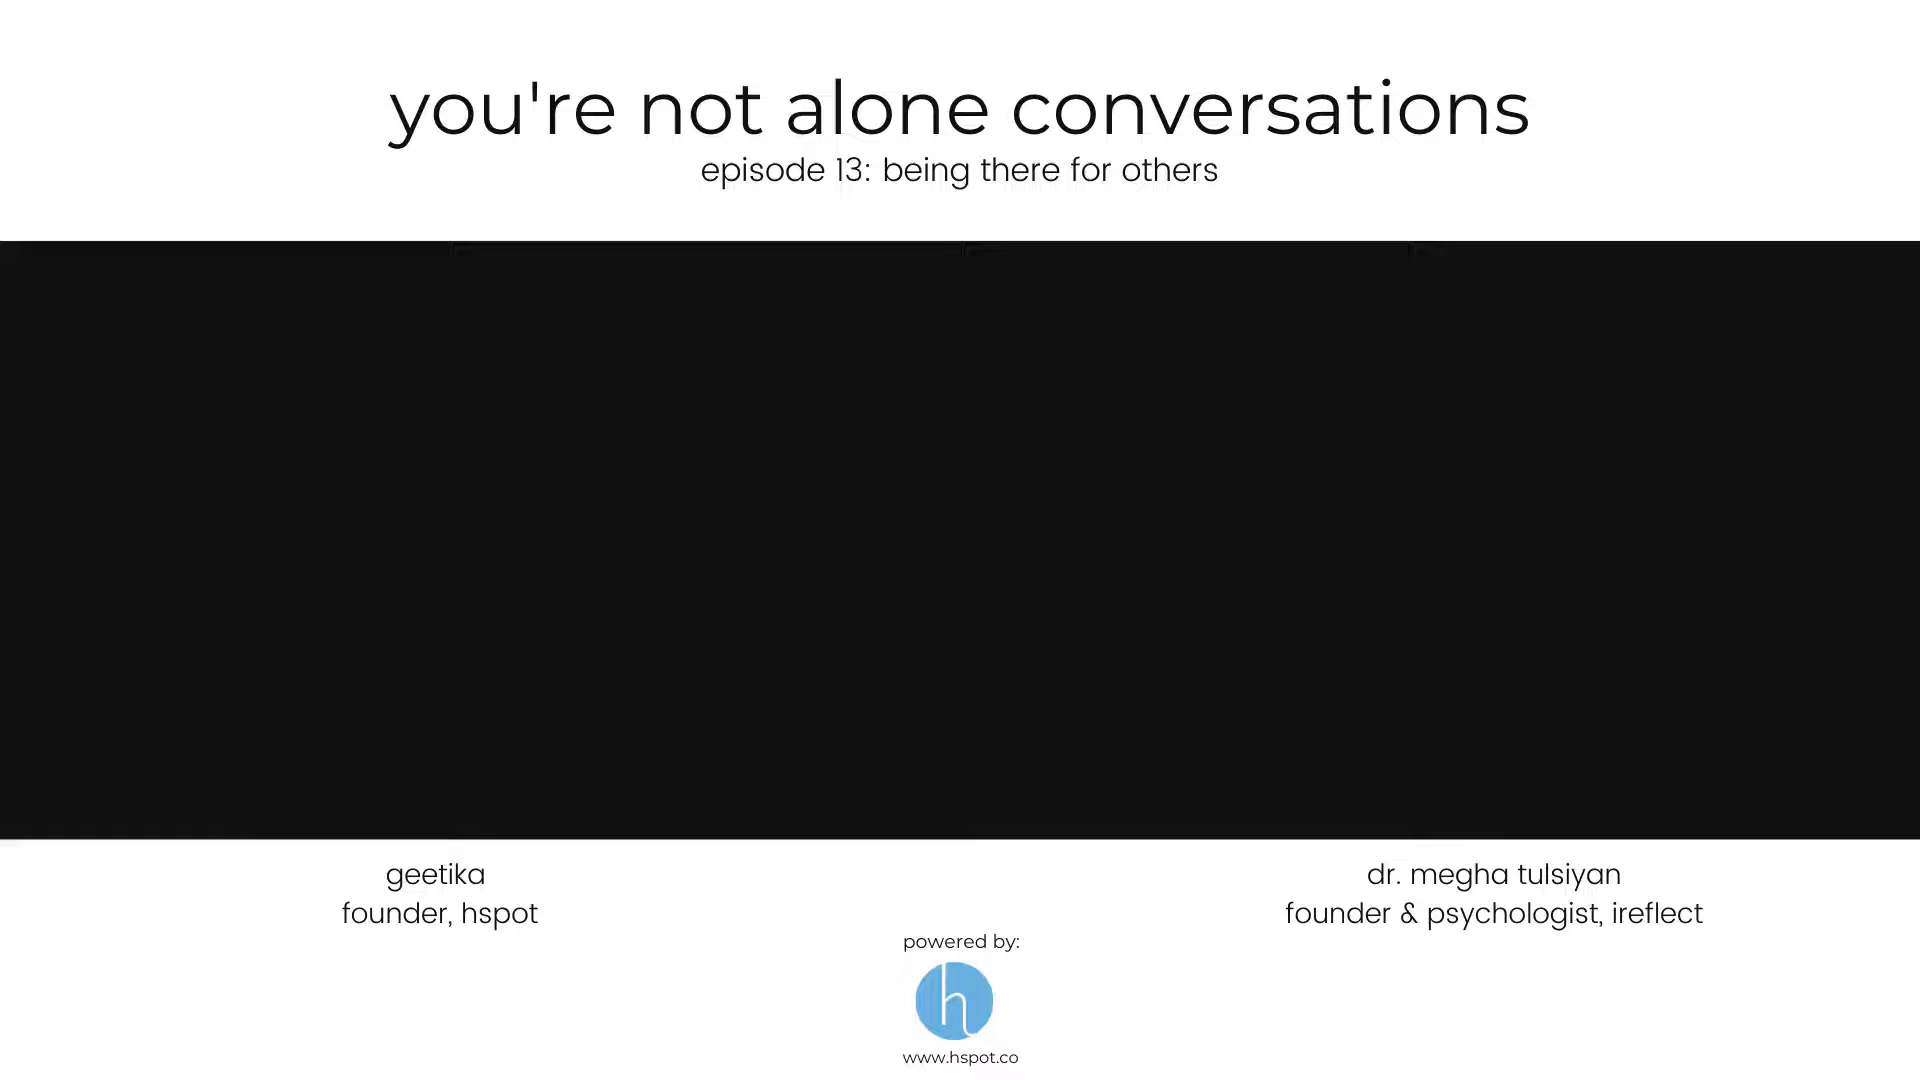 you're not alone conversations
episode 13: being there for others
geetika
founder, hspot
dr. megha tulsiyan
founder & psychologist, ireflect
powered by:
h
www.hspot.co